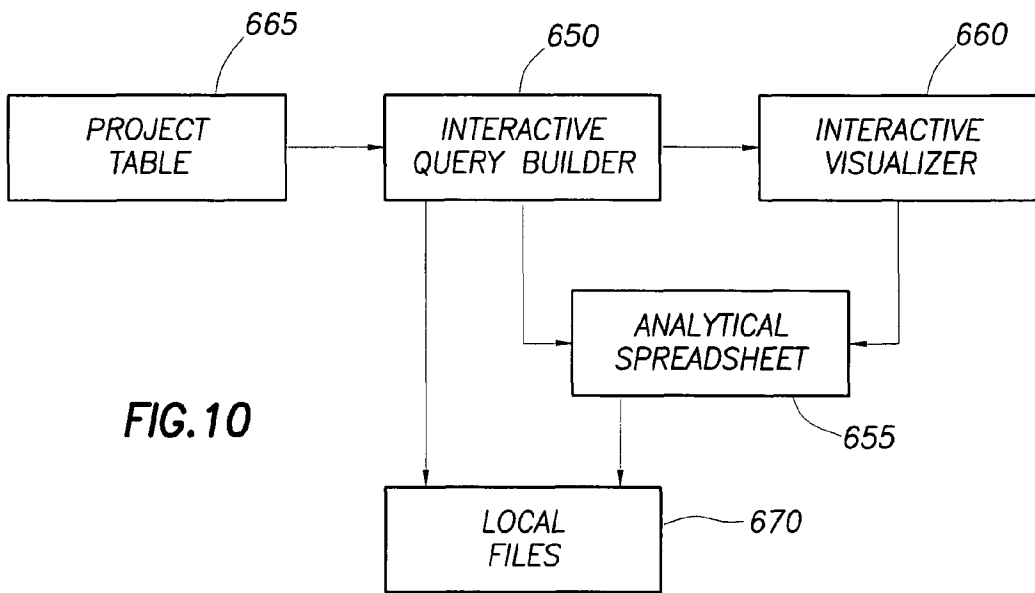 665
650
660
PROJECT
TABLE
INTERACTIVE
QUERY BUILDER
INTERACTIVE
VISUALIZER
ANALYTICAL
SPREADSHEET
655
FIG.10
LOCAL
FILES
670